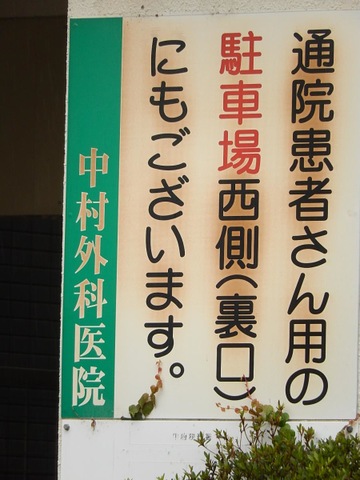 通院患者さん用の
駐車場西側(裏口)
にもございます。
中村外科医院